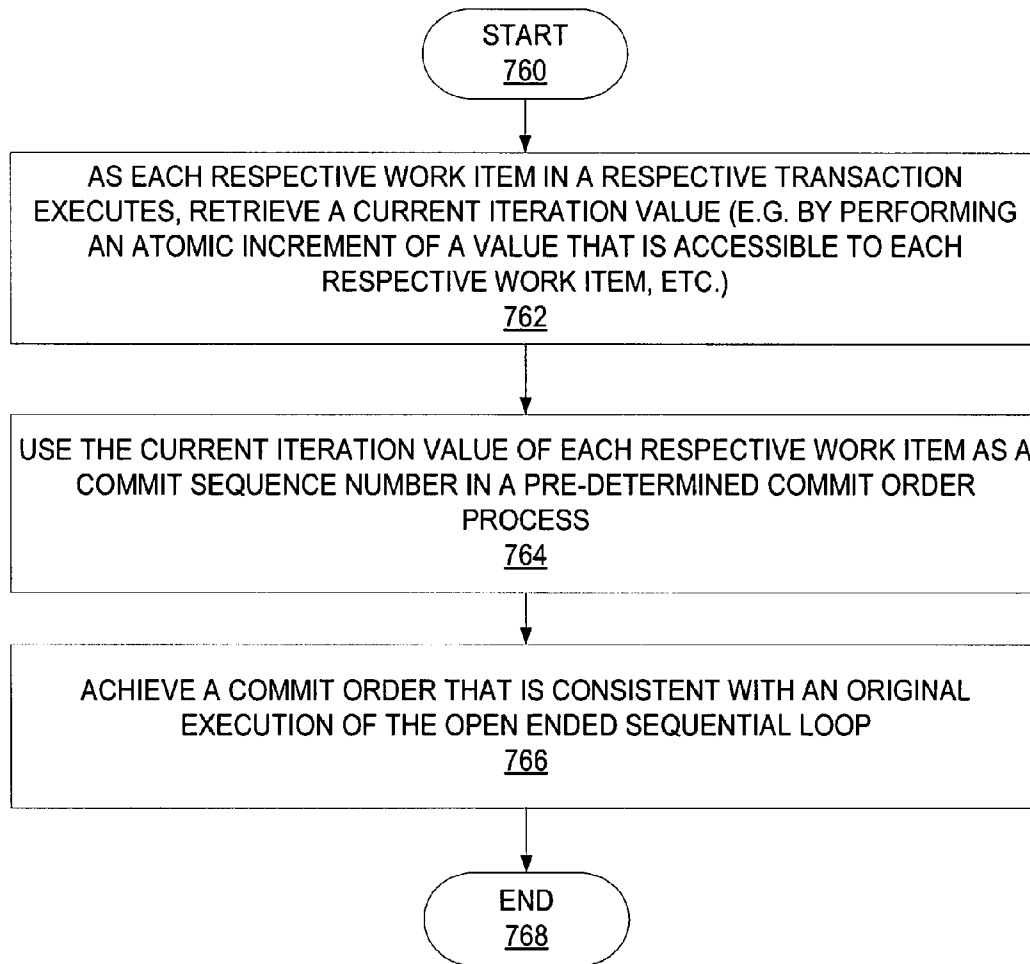 START
760
AS EACH RESPECTIVE WORK ITEM IN A RESPECTIVE TRANSACTION
EXECUTES, RETRIEVE A CURRENT ITERATION VALUE (E.G. BY PERFORMING
AN ATOMIC INCREMENT OF A VALUE THAT IS ACCESSIBLE TO EACH
RESPECTIVE WORK ITEM, ETC.)
762
USE THE CURRENT ITERATION VALUE OF EACH RESPECTIVE WORK ITEM AS A
COMMIT SEQUENCE NUMBER IN A PRE-DETERMINED COMMIT ORDER
PROCESS
764
ACHIEVE A COMMIT ORDER THAT IS CONSISTENT WITH AN ORIGINAL
EXECUTION OF THE OPEN ENDED SEQUENTIAL LOOP
766
END
768